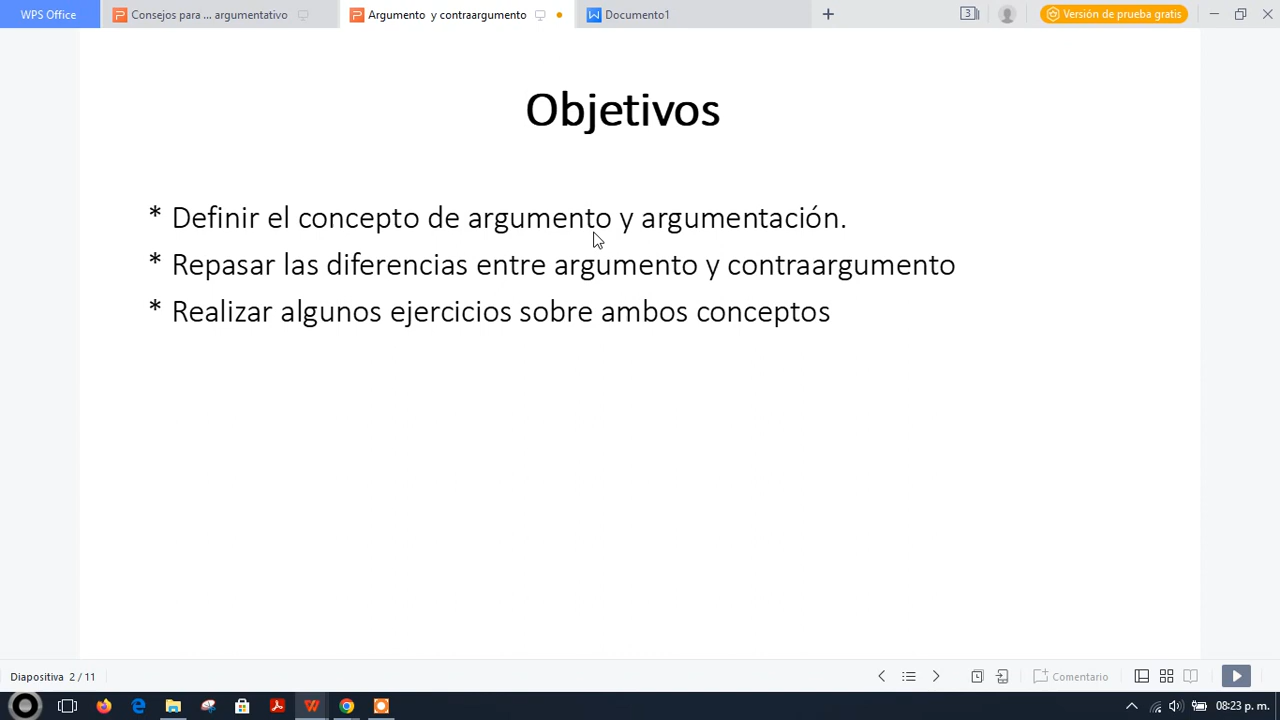 WPS Office
Consejos para ... argumentativo
Argumento y contraargumento
Documento1
3
Versión de prueba gratis
Objetivos
* Definir el concepto de argumento y argumentación.
* Repasar las diferencias entre argumento y contraargumento
* Realizar algunos ejercicios sobre ambos conceptos
Diapositiva 2 / 11
Comentario
08:23 p. m.